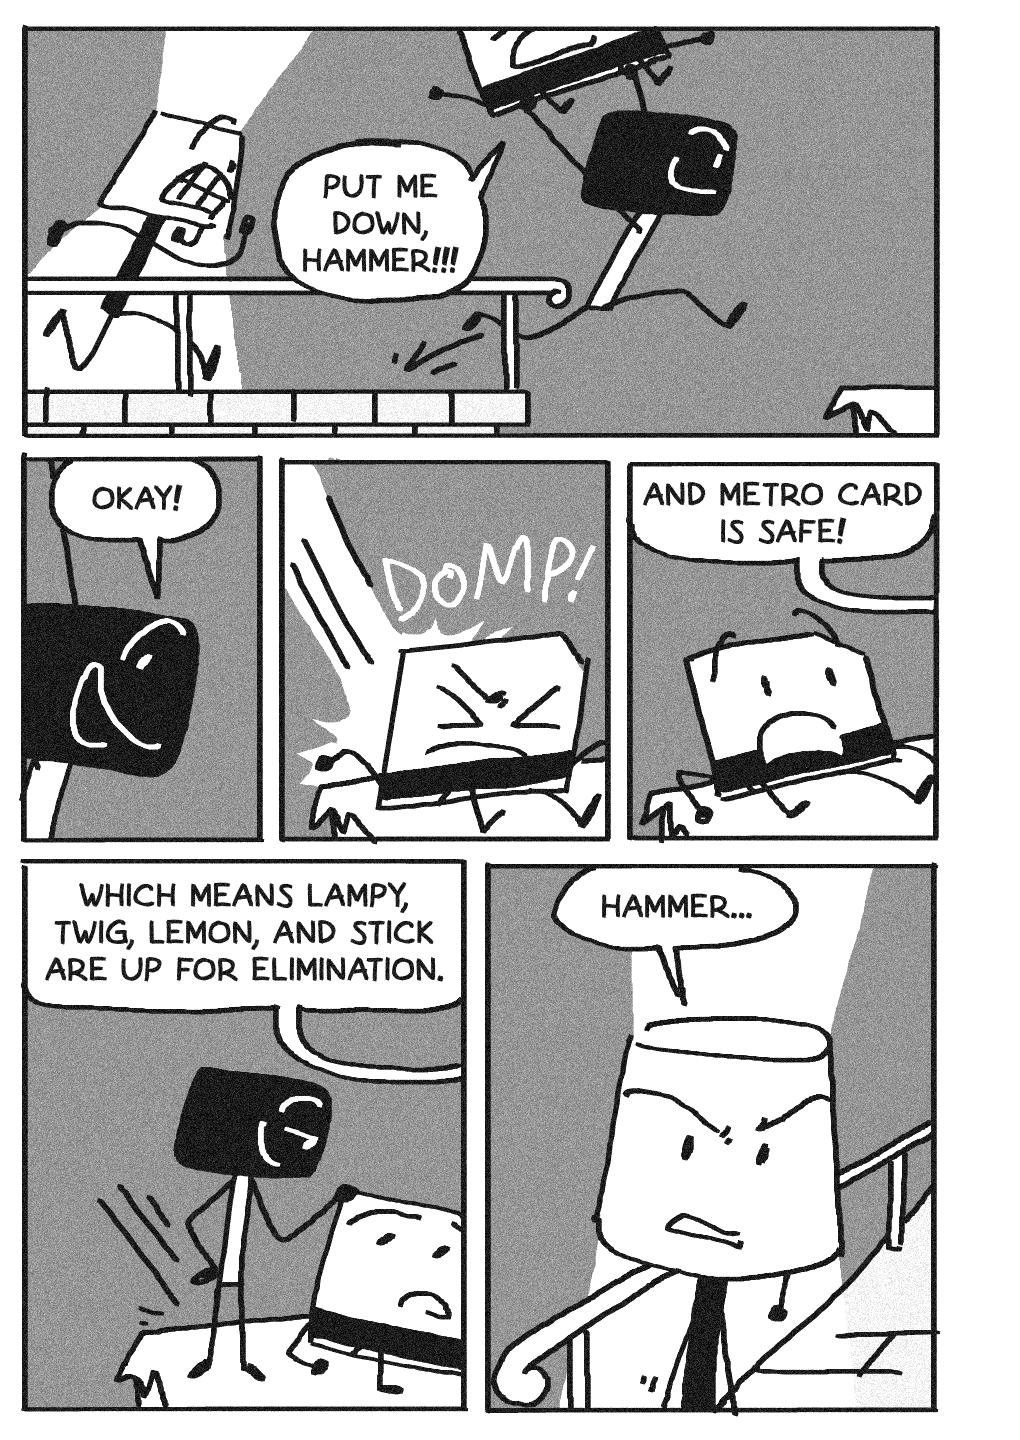 PUT ME
DOWN,
HAMMER!!!
OKAY!
DOMP!
AND METRO CARD
IS SAFE!
WHICH MEANS LAMPY,
TWIG, LEMON, AND STICK
ARE UP FOR ELIMINATION.
HAMMER...